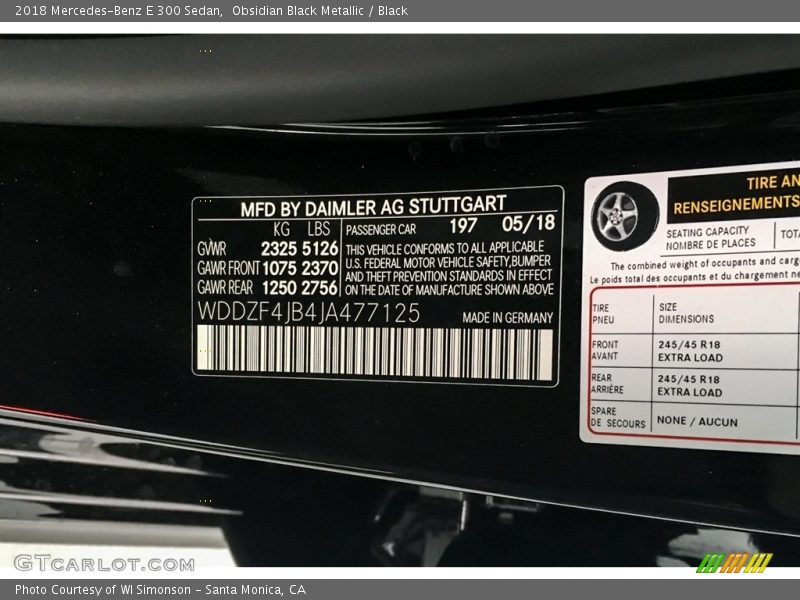 2018 Mercedes-Benz E 300 Sedan,  Obsidian Black Metallic / Black
MFD BY DAIMLER AG STUTTGART
KG LBS PASSENGER CAR 197 05/18
GVWR 2325 5126
GAWR FRONT 1075 2370
GAWR REAR 1250 2756
THIS VEHICLE CONFORMS TO ALL APPLICABLE
U.S. FEDERAL MOTOR VEHICLE SAFETY,BUMPER
AND THEFT PREVENTION STANDARDS IN EFFECT
ON THE DATE OF MANUFACTURE SHOWN ABOVE
WDDZF4JB4JA477125 MADE IN GERMANY
TIRE AN
RENSEIGNEMENTS
SEATING CAPACITY
NOMBRE DE PLACES
TOTA
The combined weight of occupants and carg
Le poids total des occupants et du chargement ne
TIRE SIZE
PNEU DIMENSIONS
FRONT 245/45 R18
AVANT EXTRA LOAD
REAR 245/45 R18
ARRIÈRE EXTRA LOAD
SPARE
DE SECOURS NONE / AUCUN
GTCARLOT.COM
Photo Courtesy of WI Simonson - Santa Monica, CA